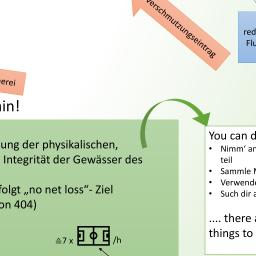 verschmutzungseintrag
red
Flu
erei
in!
ung der physikalischen,
Integrität der Gewässer des
folgt „no net loss“- Ziel
on 404)
≙7 x /h
You can d
• Nimm' an
teil
• Sammle M
• Verwende
• Such dir a
.... there a
things to